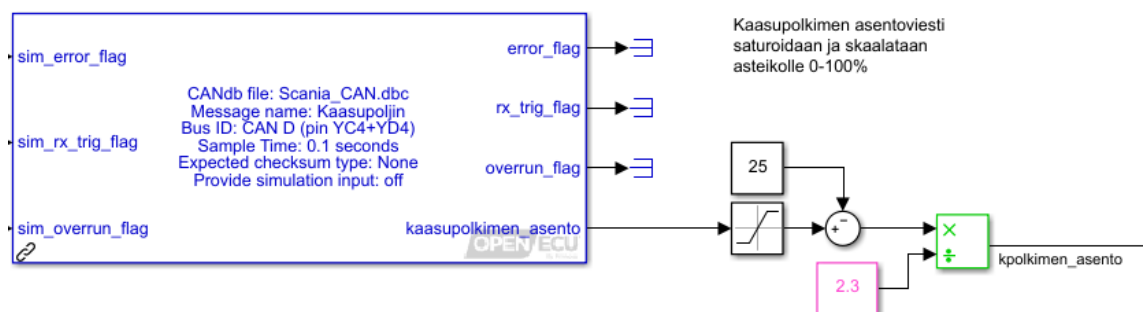 Kaasupolkimen asentoviesti
saturoidaan ja skaalataan
asteikolle 0-100%
sim_error_flag
error_flag
CANdb file: Scania_CAN.dbc
Message name: Kaasupoljin
Bus ID: CAN D (pin YC4+YD4)
Sample Time: 0.1 seconds
Expected checksum type: None
Provide simulation input: off
sim_rx_trig_flag
rx_trig_flag
overrun_flag
sim_overrun_flag
kaasupolkimen_asento
OPENECU
25
2.3
kpolkimen_asento